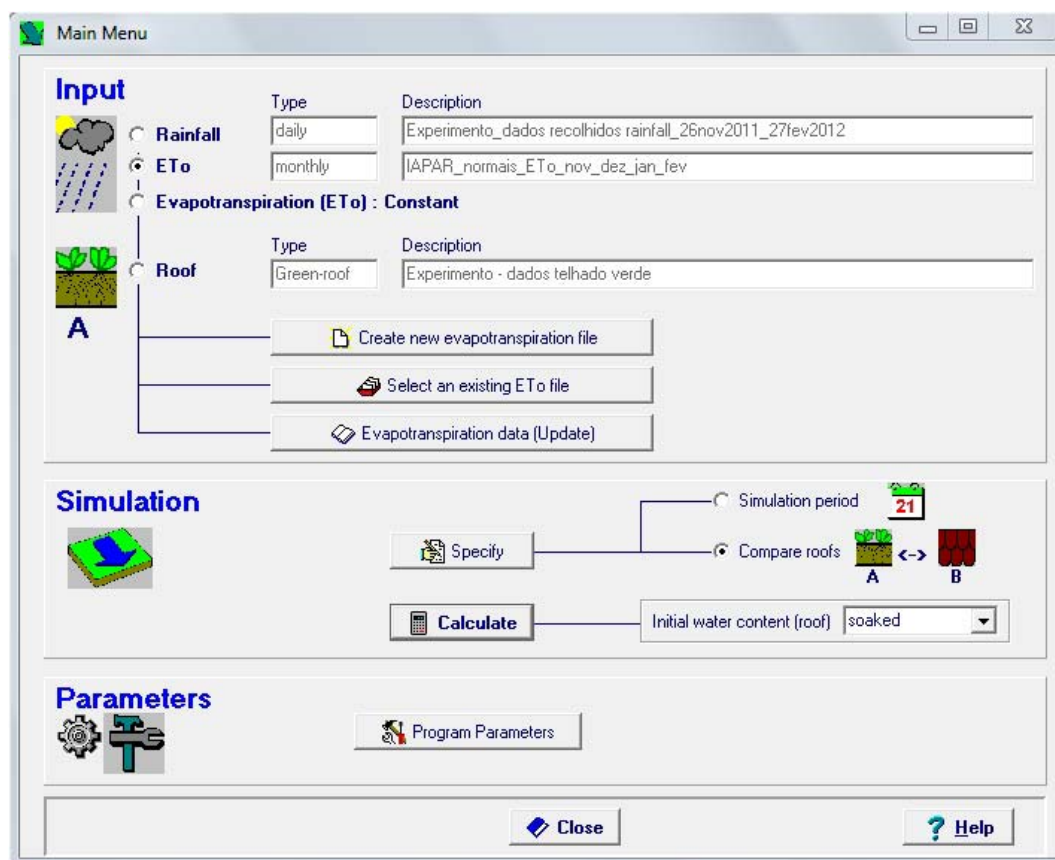 Main Menu
Input
Type Description
Rainfall daily Experimento_dados recolhidos rainfall_26nov2011_27fev2012
ETo monthly IAPAR_normais_ETo_nov_dez_jan_fev
Evapotranspiration (ETo) : Constant
Type Description
Roof Green-roof Experimento - dados telhado verde
A
Create new evapotranspiration file
Select an existing ETo file
Evapotranspiration data (Update)
Simulation
Simulation period 21
Specify
Compare roofs <-> 
A B
Calculate Initial water content (roof) soaked
Parameters
Program Parameters
Close ? Help